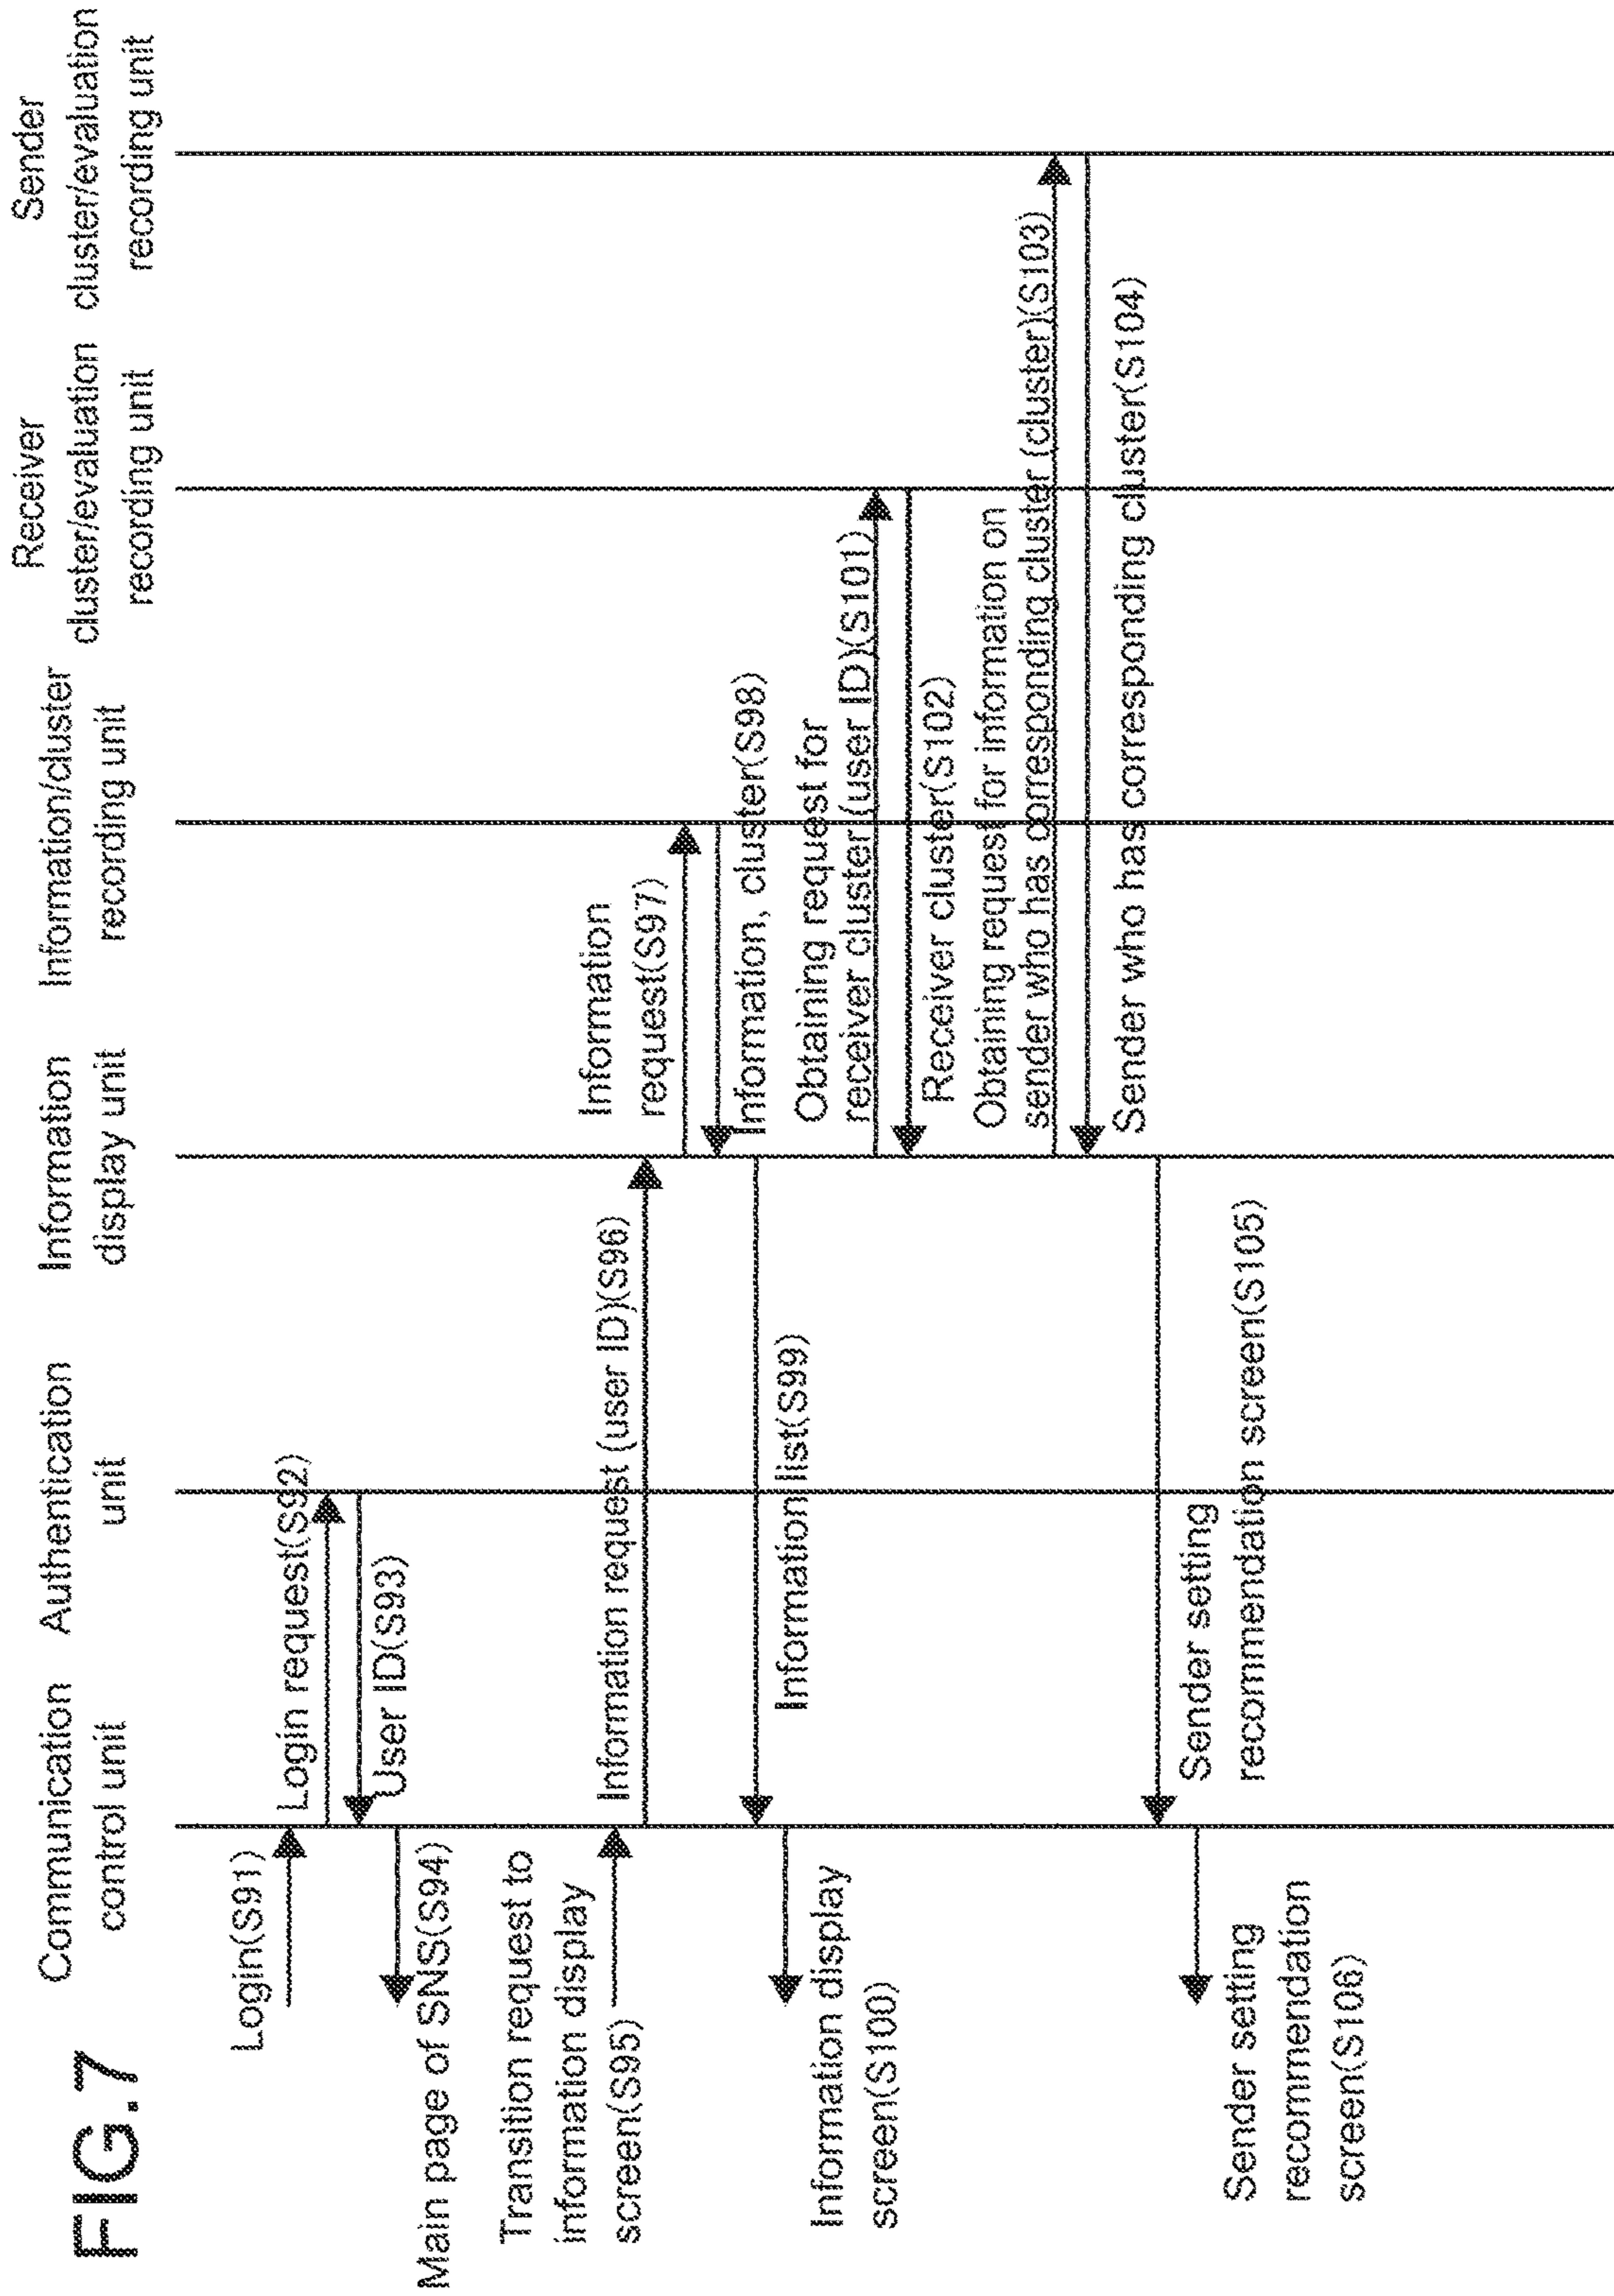 FIG.7
Communication
control unit
Authentication
unit
Information
display unit
Information/cluster
recording unit
Receiver
cluster/evaluation
recording unit
Sender
cluster/evaluation
recording unit
Login(S91)
Login request(S92)
User ID(S93)
Main page of SNS(S94)
Transition request to
information display
screen(S95)
Information request (user ID)(S96)
Information
request(S97)
Information, cluster(S98)
Information list(S99)
Information display
screen(S100)
Obtaining request for
receiver cluster (user ID)(S101)
Receiver cluster(S102)
Obtaining request for information on
sender who has corresponding cluster (cluster)(S103)
Sender who has corresponding cluster(S104)
Sender setting
recommendation screen(S105)
Sender setting
recommendation
screen(S106)